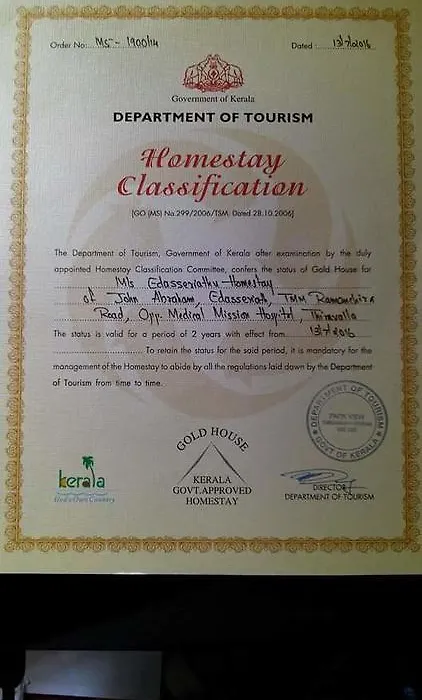 Order No: MS- 1900/14
Dated 13/7/2016
Government of Kerala
DEPARTMENT OF TOURISM
Homestay
Classification
[GO (MS) No.299/2006/TSM. Dated 28.10.2006]
The Department of Tourism, Government of Kerala after examination by the duly
appointed Homestay Classification Committee, confers the status of Gold House for
M/s. Edasseriathu Homestay
of John Abraham, Edasseriath, TMM Ramanchira
Road, Opp. Medical Mission Hospital, Thiruvalla
The status is valid for a period of 2 years with effect from 13/7/2016
To retain the status for the said period, it is mandatory for the
management of the Homestay to abide by all the regulations laid down by the Department
of Tourism from time to time.
DEPARTMENT OF TOURISM
GOVT OF KERALA
GOLD HOUSE
KERALA
GOVT.APPROVED
HOMESTAY
kerala
God's Own Country
DIRECTOR
DEPARTMENT OF TOURISM